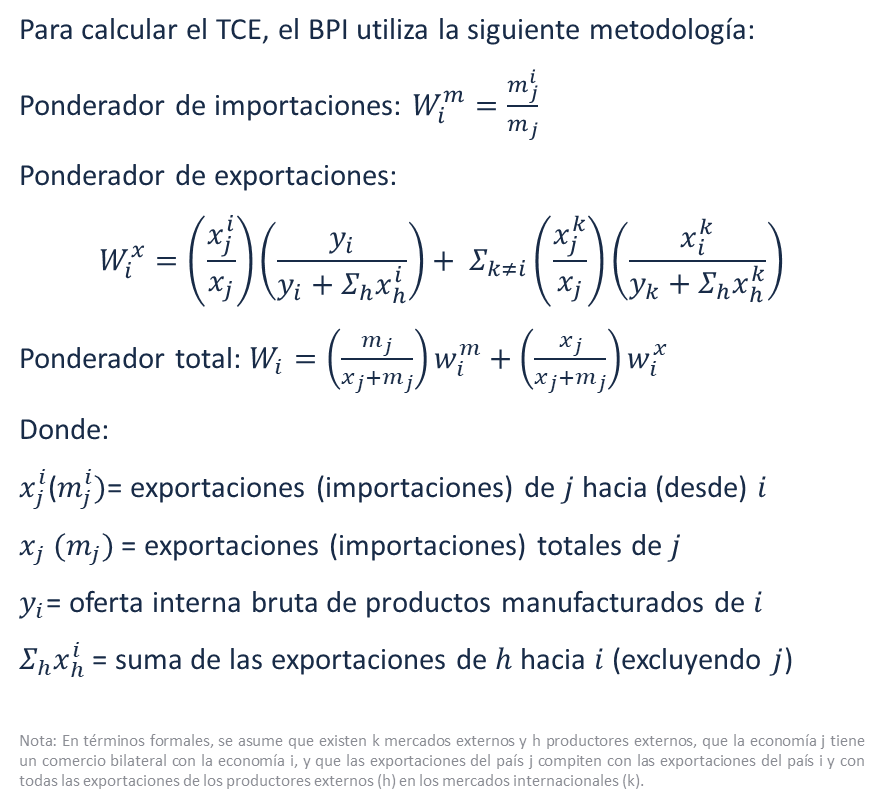 Para calcular el TCE, el BPI utiliza la siguiente metodología:
Ponderador de importaciones: $W_i^m = \frac{m_j^i}{m_j}$
Ponderador de exportaciones:
$W_i^x = \left(\frac{x_j^i}{x_j}\right)\left(\frac{y_i}{y_i + \Sigma_h x_h^i}\right) + \Sigma_{k \neq i} \left(\frac{x_j^k}{x_j}\right)\left(\frac{x_i^k}{y_k + \Sigma_h x_h^k}\right)$
Ponderador total: $W_i = \left(\frac{m_j}{x_j + m_j}\right) w_i^m + \left(\frac{x_j}{x_j + m_j}\right) w_i^x$
Donde:
$x_j^i (m_j^i)$= exportaciones (importaciones) de $j$ hacia (desde) $i$
$x_j$ $(m_j)$ = exportaciones (importaciones) totales de $j$
$y_i$= oferta interna bruta de productos manufacturados de $i$
$\Sigma_h x_h^i$ = suma de las exportaciones de $h$ hacia $i$ (excluyendo $j$)
Nota: En términos formales, se asume que existen k mercados externos y h productores externos, que la economía j tiene
un comercio bilateral con la economía i, y que las exportaciones del país j compiten con las exportaciones del país i y con
todas las exportaciones de los productores externos (h) en los mercados internacionales (k).